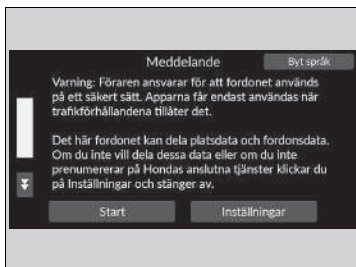 Meddelande
Byt språk
Varning: Föraren ansvarar för att fordonet används
på ett säkert sätt. Apparna får endast användas när
trafikförhållandena tillåter det.
Det här fordonet kan dela platsdata och fordonsdata.
Om du inte vill dela dessa data eller om du inte
prenumererar på Hondas anslutna tjänster klickar du
på Inställningar och stänger av.
Start
Inställningar